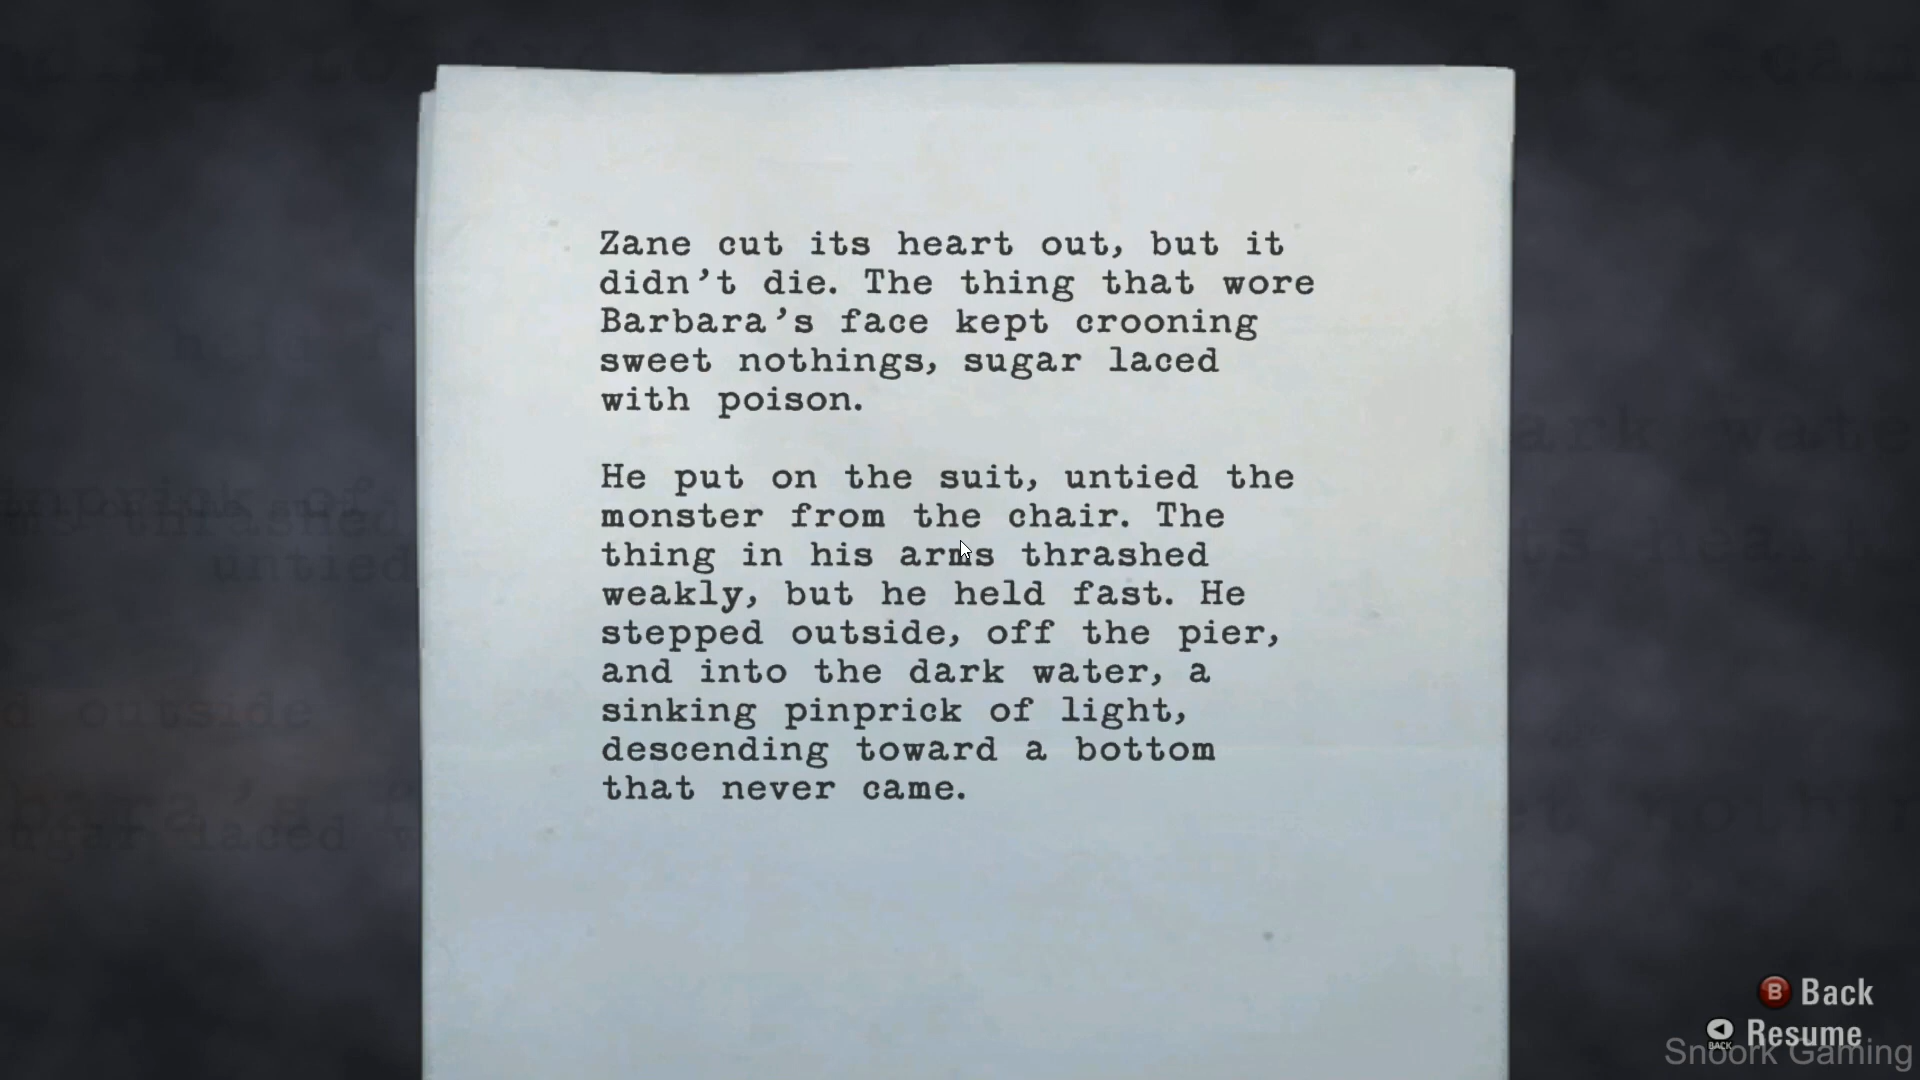 Zane cut its heart out, but it
didn't die. The thing that wore
Barbara's face kept crooning
sweet nothings, sugar laced
with poison.
He put on the suit, untied the
monster from the chair. The
thing in his arms thrashed
weakly, but he held fast. He
stepped outside, off the pier,
and into the dark water, a
sinking pinprick of light,
descending toward a bottom
that never came.
B Back
BACK Resume
Snoork Gaming